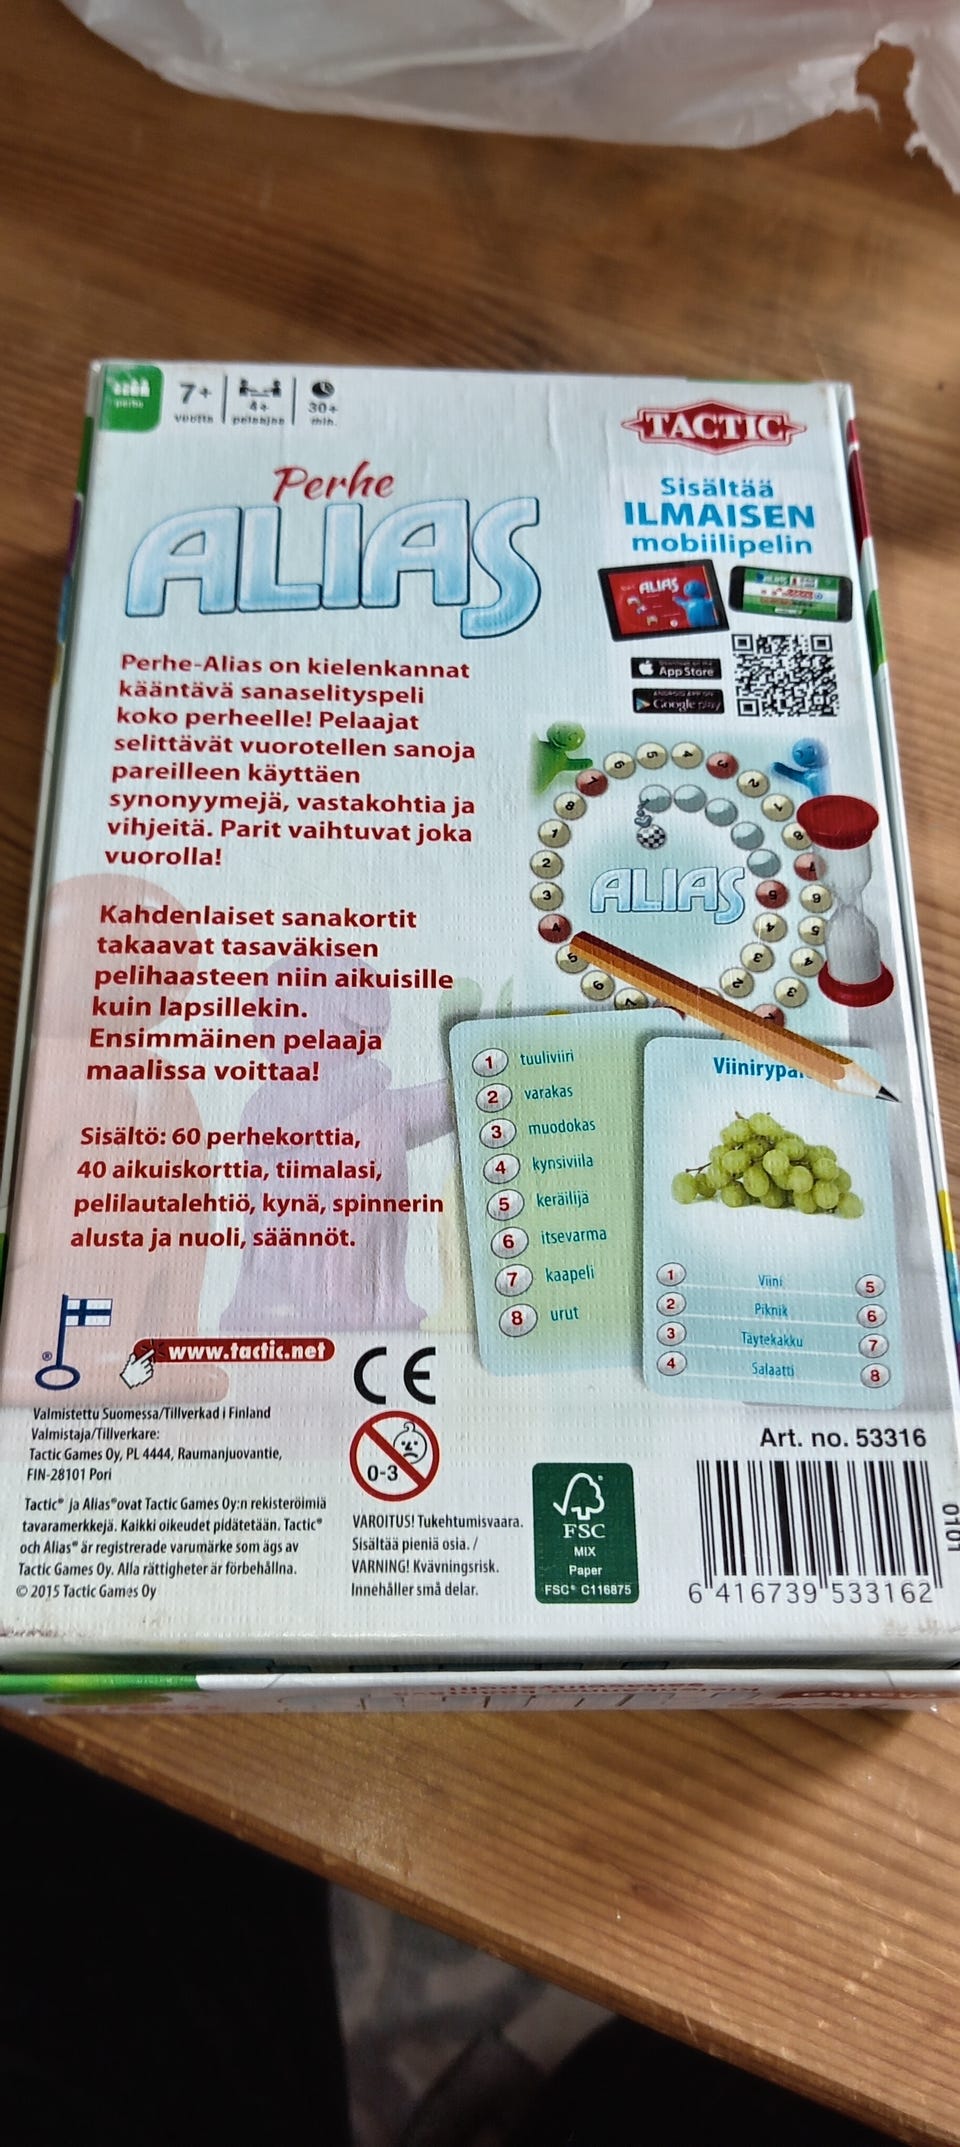 perhe
7+
vuotta
4+
pelaajaa
30+
min.
TACTIC
Perhe
ALIAS
Sisältää
ILMAISEN
mobiilipelin
ALIAS
App Store
ANDROID APP ON
Google play
Perhe-Alias on kielenkannat
kääntävä sanaselityspeli
koko perheelle! Pelaajat
selittävät vuorotellen sanoja
pareilleen käyttäen
synonyymejä, vastakohtia ja
vihjeitä. Parit vaihtuvat joka
vuorolla!
Kahdenlaiset sanakortit
takaavat tasaväkisen
pelihaasteen niin aikuisille
kuin lapsillekin.
Ensimmäinen pelaaja
maalissa voittaa!
Sisältö: 60 perhekorttia,
40 aikuiskorttia, tiimalasi,
pelilautalehtiö, kynä, spinnerin
alusta ja nuoli, säännöt.
ALIAS
1 tuuliviiri
2 varakas
3 muodokas
4 kynsiviila
5 keräilijä
6 itsevarma
7 kaapeli
8 urut
1 Viini 5
2 Piknik 6
3 Täytekakku 7
4 Salaatti 8
www.tactic.net
CE
0-3
Valmistettu Suomessa/Tillverkad i Finland
Valmistaja/Tillverkare:
Tactic Games Oy, PL 4444, Raumanjuovantie,
FIN-28101 Pori
Tactic® ja Alias® ovat Tactic Games Oy:n rekisteröimiä
tavaramerkkejä. Kaikki oikeudet pidätetään. Tactic®
och Alias® är registrerade varumärke som ägs av
Tactic Games Oy. Alla rättigheter är förbehållna.
© 2015 Tactic Games Oy
VAROITUS! Tukehtumisvaara.
Sisältää pieniä osia. /
VARNING! Kvävningsrisk.
Innehåller små delar.
FSC
MIX
Paper
FSC® C116875
Art. no. 53316
6 416739 533162
0101